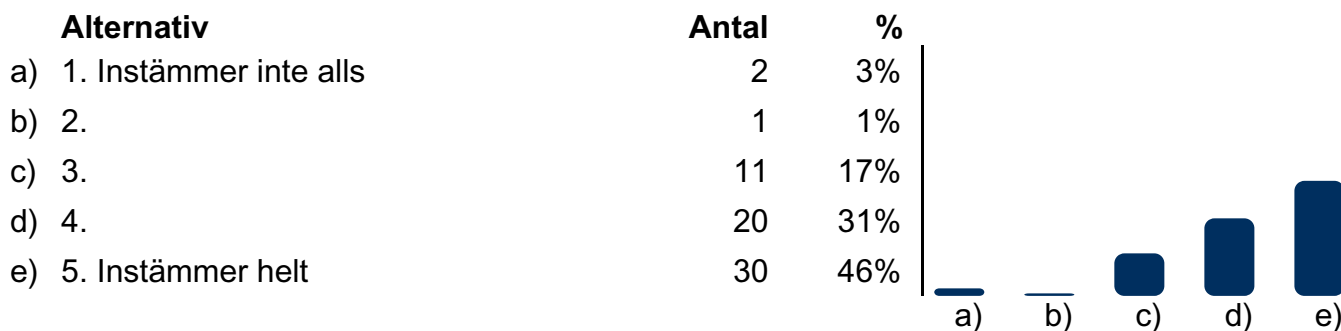 Alternativ Antal %
a) 1. Instämmer inte alls 2 3%
b) 2. 1 1%
c) 3. 11 17%
d) 4. 20 31%
e) 5. Instämmer helt 30 46%
a) b) c) d) e)